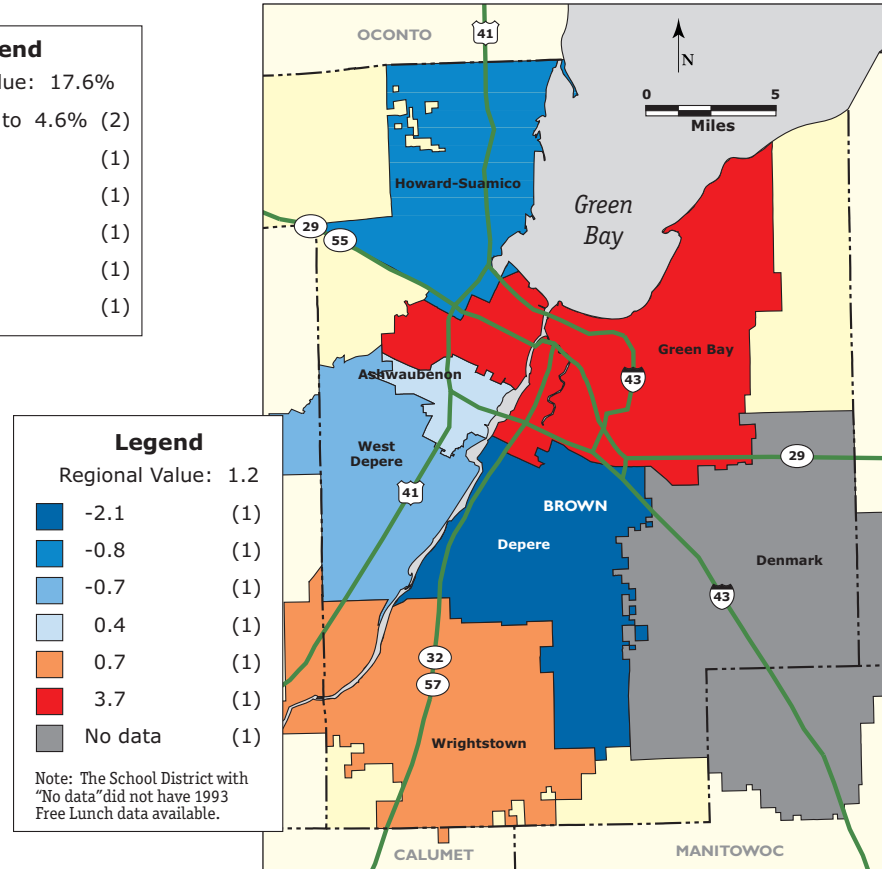 end
ue: 17.6%
to 4.6% (2)
(1)
(1)
(1)
(1)
(1)
Legend
Regional Value: 1.2
-2.1 (1)
-0.8 (1)
-0.7 (1)
0.4 (1)
0.7 (1)
3.7 (1)
No data (1)
Note: The School District with
“No data”did not have 1993
Free Lunch data available.
OCONTO
41
N
0 5
Miles
Howard-Suamico
Green
Bay
29
55
Green Bay
Ashwaubenon
43
West
Depere
29
41
BROWN
Depere
Denmark
43
32
57
Wrightstown
CALUMET
MANITOWOC